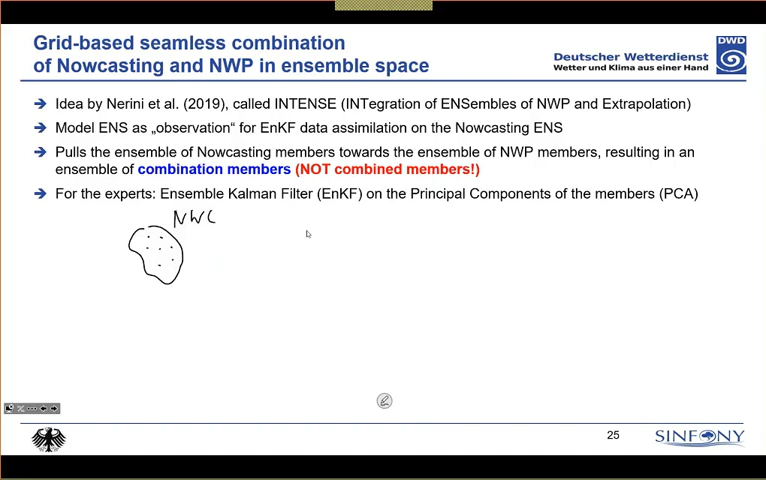 Grid-based seamless combination
of Nowcasting and NWP in ensemble space
DWD
Deutscher Wetterdienst
Wetter und Klima aus einer Hand
→ Idea by Nerini et al. (2019), called INTENSE (INTegration of ENSembles of NWP and Extrapolation)
→ Model ENS as „observation“ for EnKF data assimilation on the Nowcasting ENS
→ Pulls the ensemble of Nowcasting members towards the ensemble of NWP members, resulting in an
ensemble of combination members (NOT combined members!)
→ For the experts: Ensemble Kalman Filter (EnKF) on the Principal Components of the members (PCA)
NWC
25
SINFONY